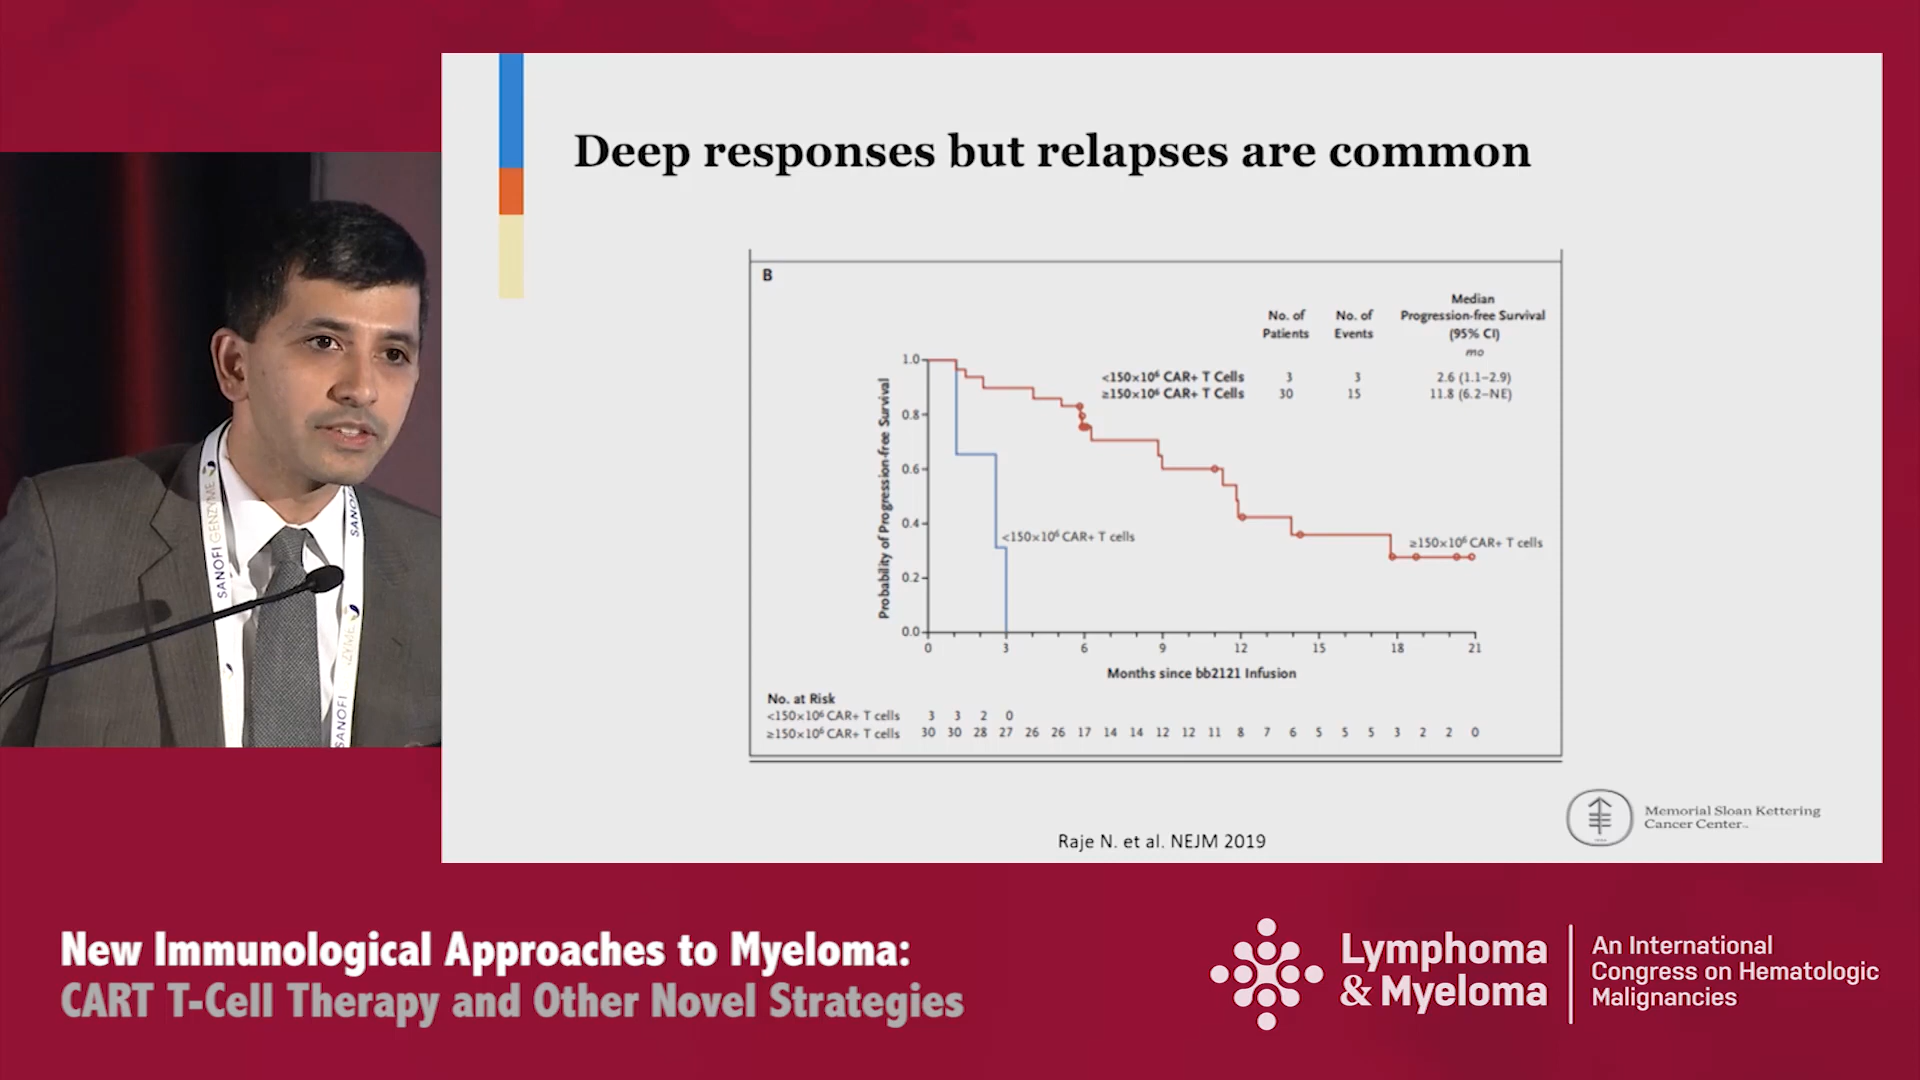 Deep responses but relapses are common
B
No. of Patients
No. of Events
Median Progression-free Survival (95% CI)
mo
<150×10⁶ CAR+ T Cells 3 3 2.6 (1.1–2.9)
≥150×10⁶ CAR+ T Cells 30 15 11.8 (6.2–NE)
Probability of Progression-free Survival
1.0
0.8
0.6
0.4
0.2
0.0
<150×10⁶ CAR+ T cells
≥150×10⁶ CAR+ T cells
0 3 6 9 12 15 18 21
Months since bb2121 Infusion
No. at Risk
<150×10⁶ CAR+ T cells 3 3 2 0
≥150×10⁶ CAR+ T cells 30 30 28 27 26 26 17 14 14 12 12 11 8 7 6 5 5 5 3 2 2 0
Memorial Sloan Kettering
Cancer Center
Raje N. et al. NEJM 2019
SANOFI GENZYME
SANOFI
SANOFI
New Immunological Approaches to Myeloma:
CART T-Cell Therapy and Other Novel Strategies
Lymphoma
& Myeloma
An International
Congress on Hematologic
Malignancies